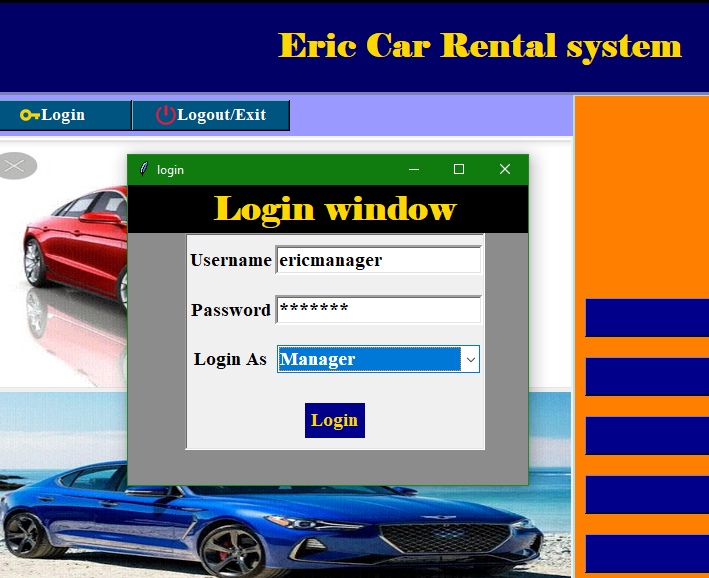 Eric Car Rental system
Login
Logout/Exit
login
Login window
Username ericmanager
Password *******
Login As Manager
Login